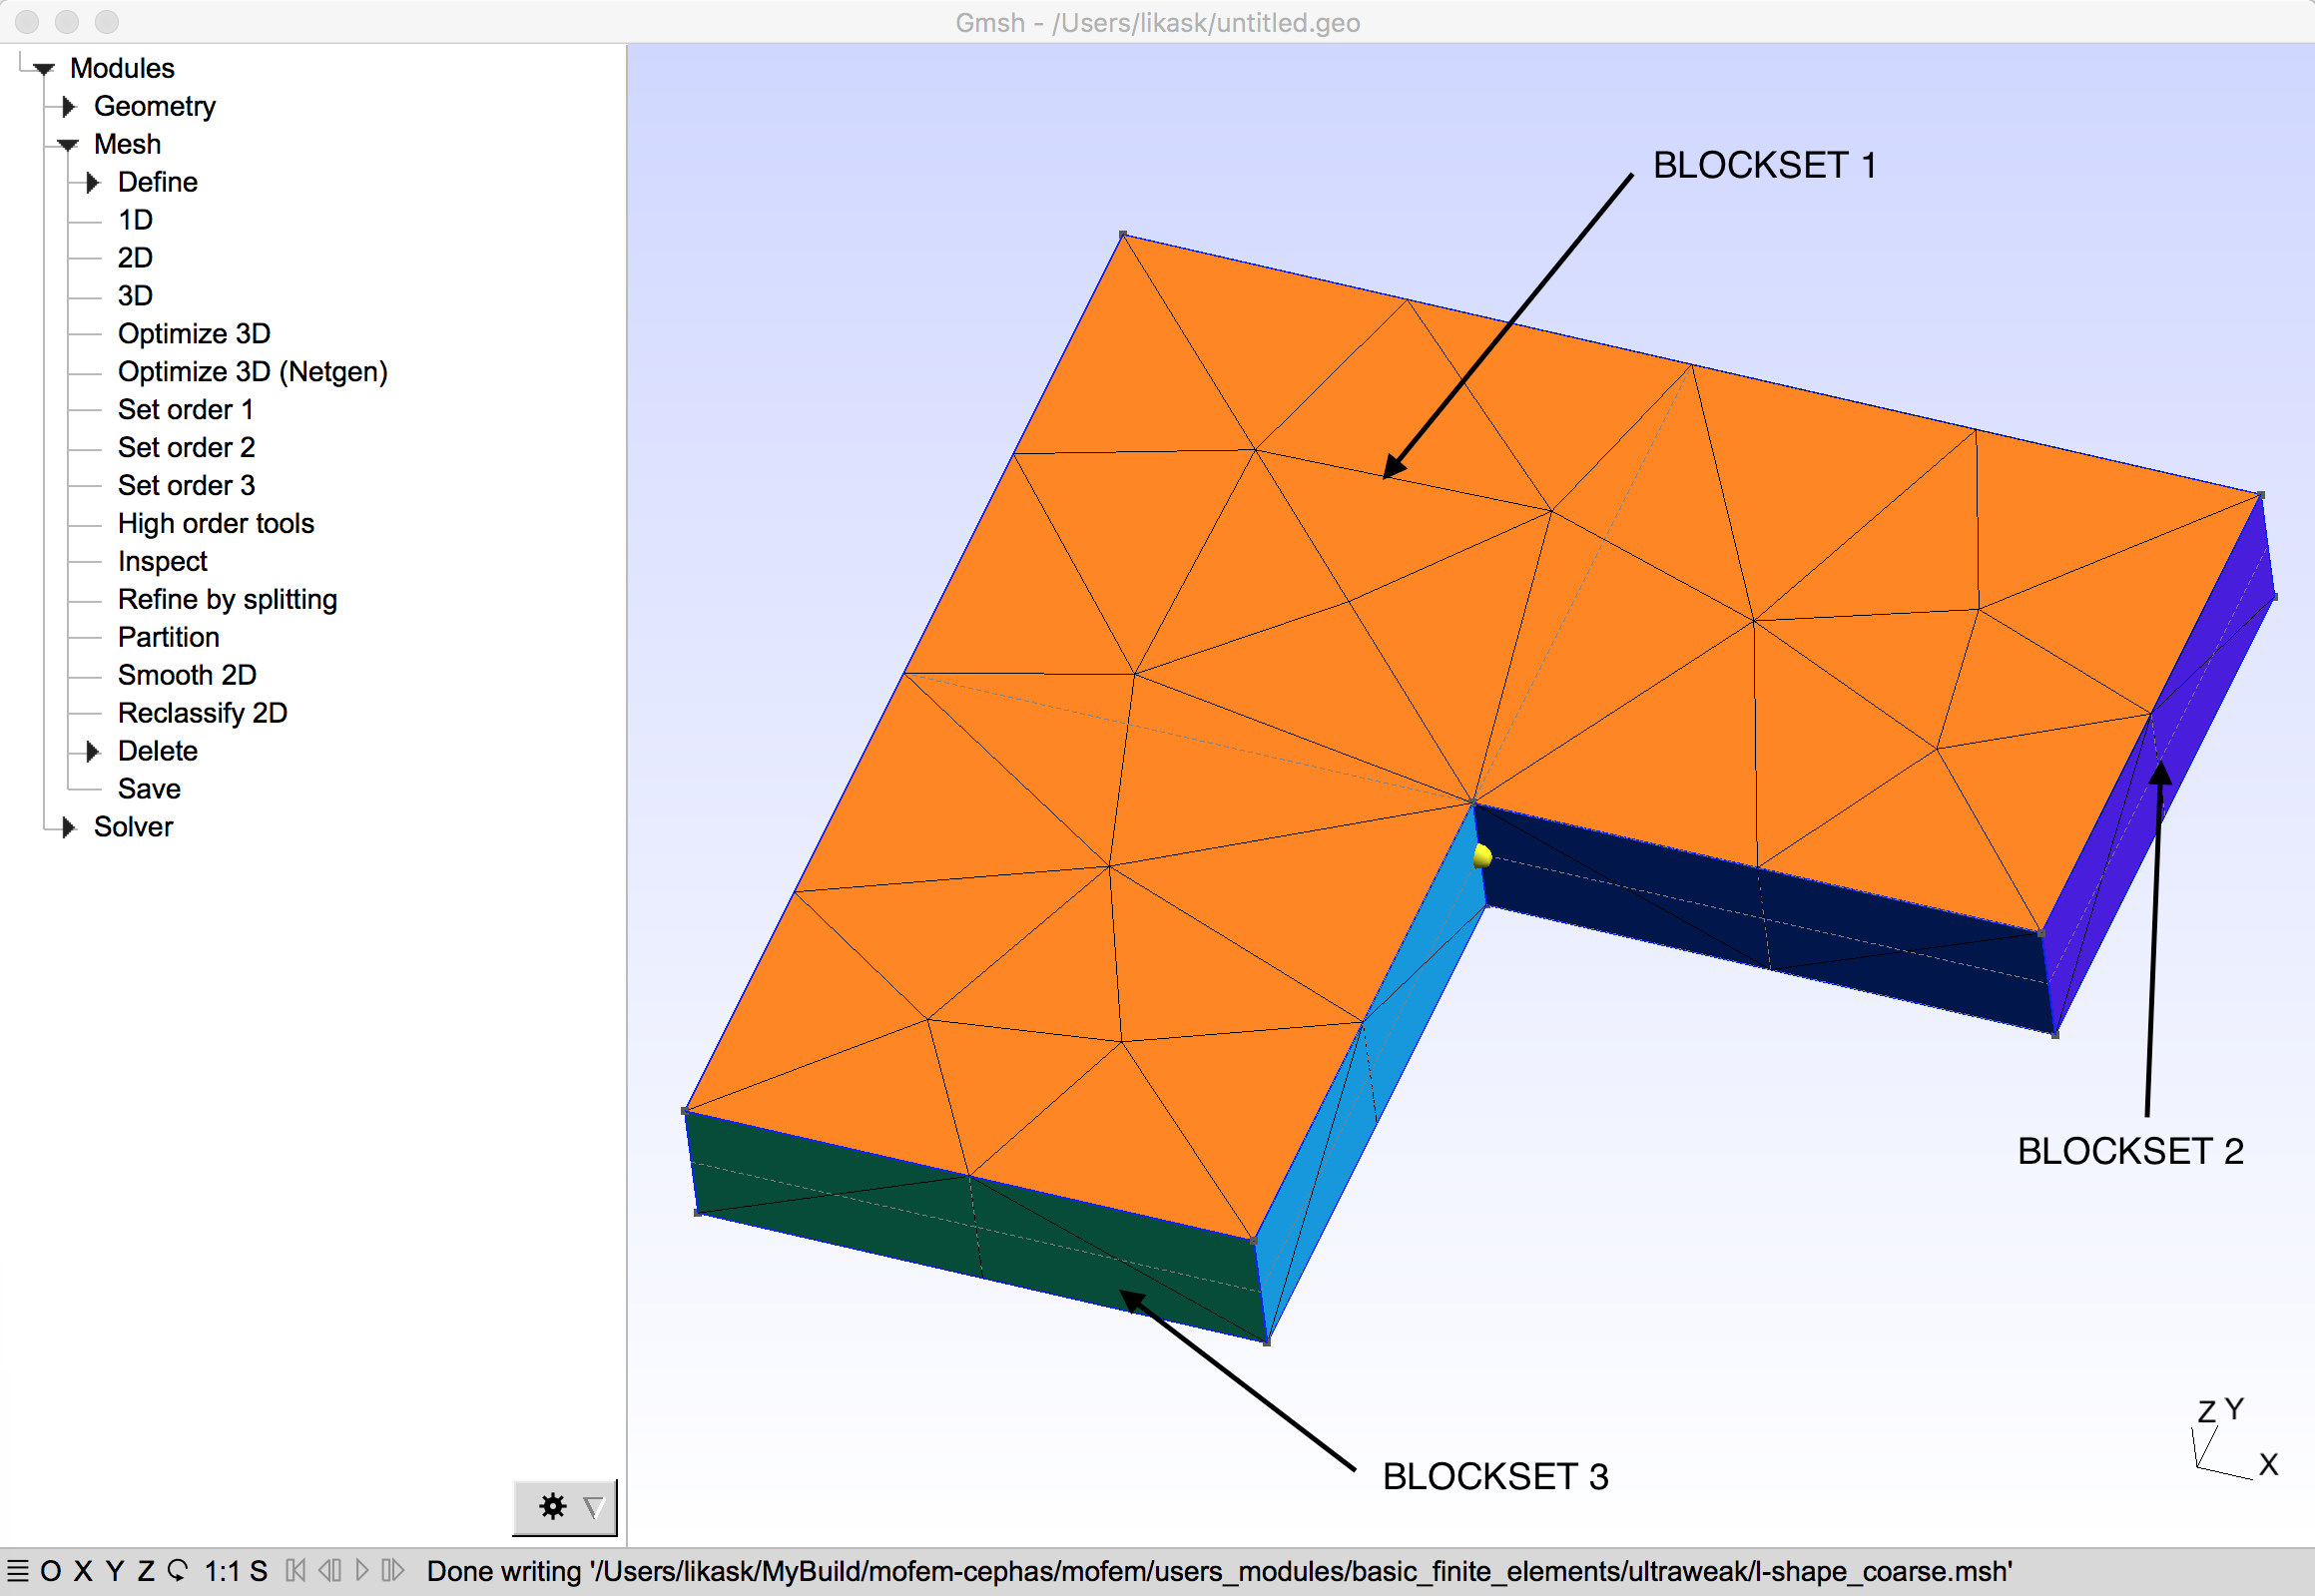 Gmsh - /Users/likask/untitled.geo
Modules
Geometry
Mesh
Define
1D
2D
3D
Optimize 3D
Optimize 3D (Netgen)
Set order 1
Set order 2
Set order 3
High order tools
Inspect
Refine by splitting
Partition
Smooth 2D
Reclassify 2D
Delete
Save
Solver
BLOCKSET 1
BLOCKSET 2
BLOCKSET 3
Z Y
X
O X Y Z 1:1 S Done writing '/Users/likask/MyBuild/mofem-cephas/mofem/users_modules/basic_finite_elements/ultraweak/l-shape_coarse.msh'